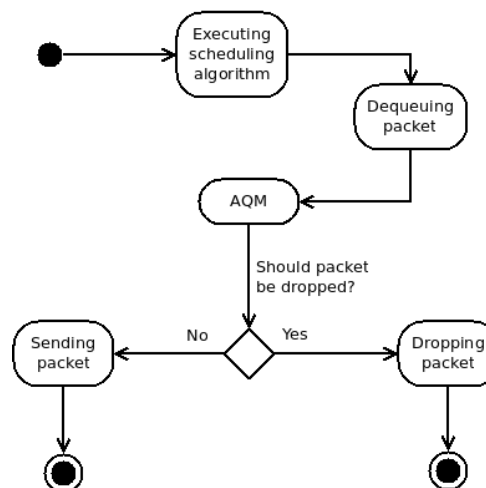 Executing
scheduling
algorithm
Dequeuing
packet
AQM
Should packet
be dropped?
No
Yes
Sending
packet
Dropping
packet